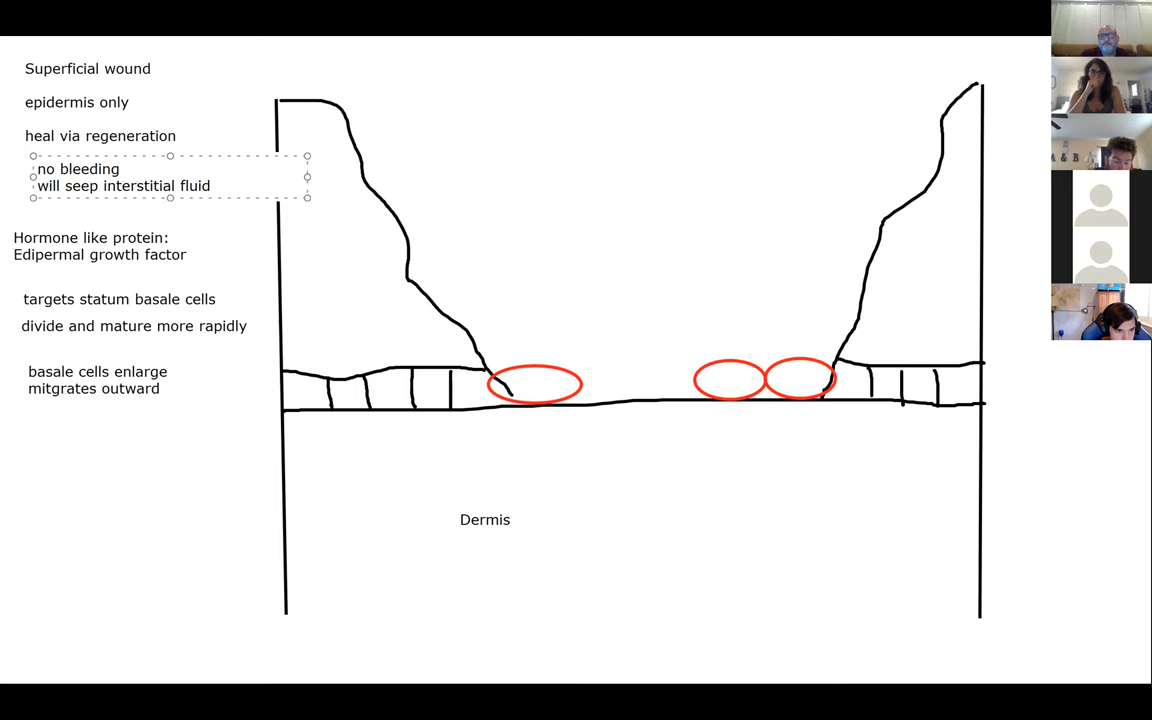 Superficial wound
epidermis only
heal via regeneration
no bleeding
will seep interstitial fluid
Hormone like protein:
Edipermal growth factor
targets statum basale cells
divide and mature more rapidly
basale cells enlarge
mitgrates outward
Dermis
A & B